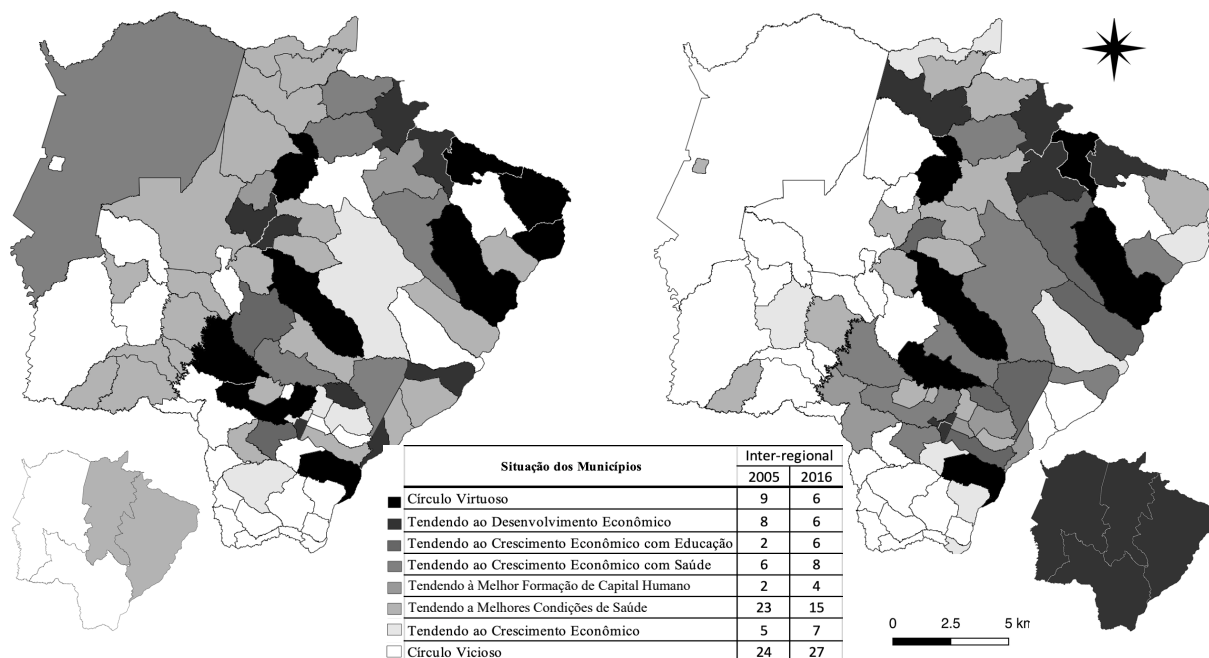 Situação dos Municípios Inter-regional
2005 2016
Círculo Virtuoso 9 6
Tendendo ao Desenvolvimento Econômico 8 6
Tendendo ao Crescimento Econômico com Educação 2 6
Tendendo ao Crescimento Econômico com Saúde 6 8
Tendendo à Melhor Formação de Capital Humano 2 4
Tendendo a Melhores Condições de Saúde 23 15
Tendendo ao Crescimento Econômico 5 7
Círculo Vicioso 24 27
0 2.5 5 km